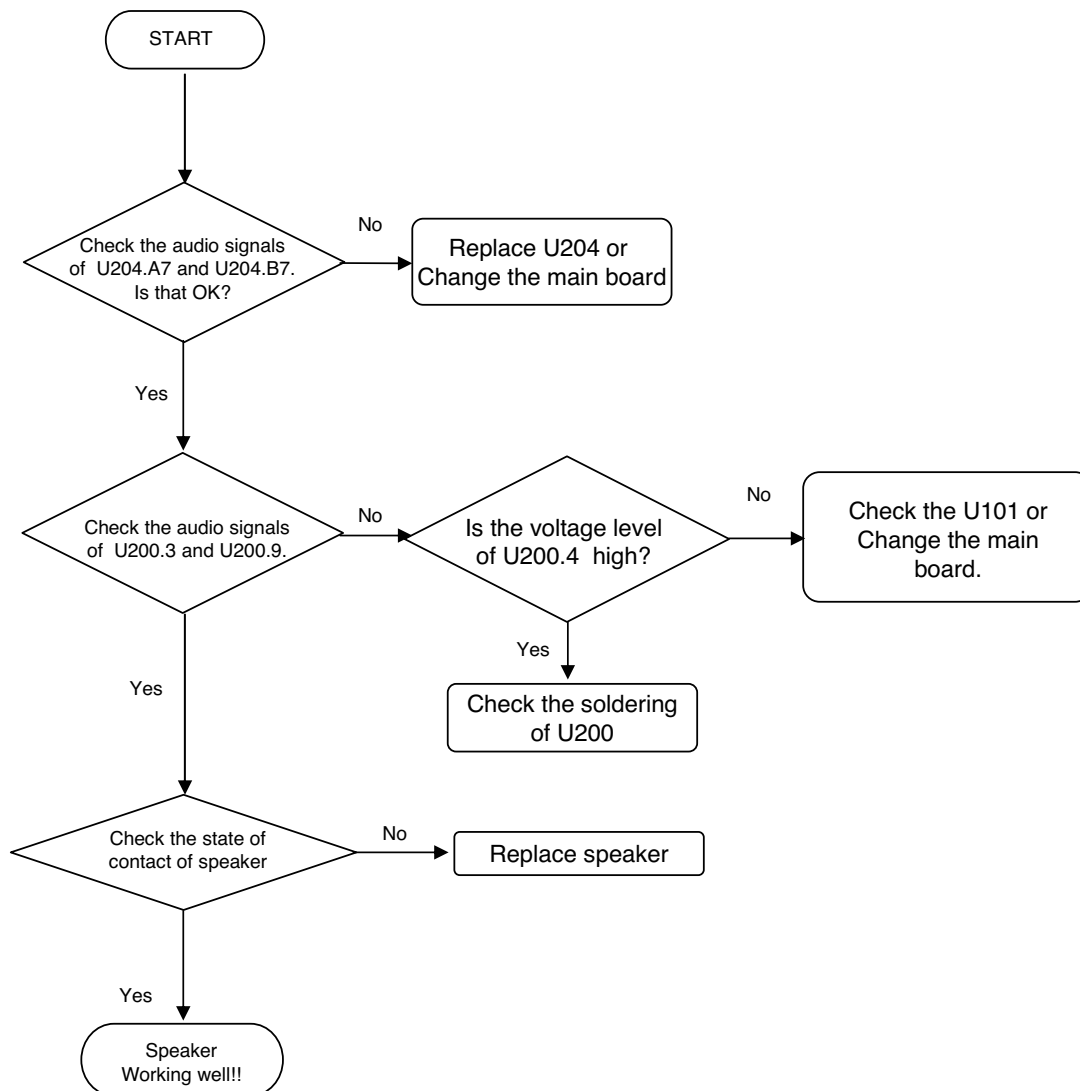 START
Check the audio signals
of U204.A7 and U204.B7.
Is that OK?
No
Replace U204 or
Change the main board
Yes
Check the audio signals
of U200.3 and U200.9.
No
Is the voltage level
of U200.4 high?
No
Check the U101 or
Change the main
board.
Yes
Check the soldering
of U200
Yes
Check the state of
contact of speaker
No
Replace speaker
Yes
Speaker
Working well!!